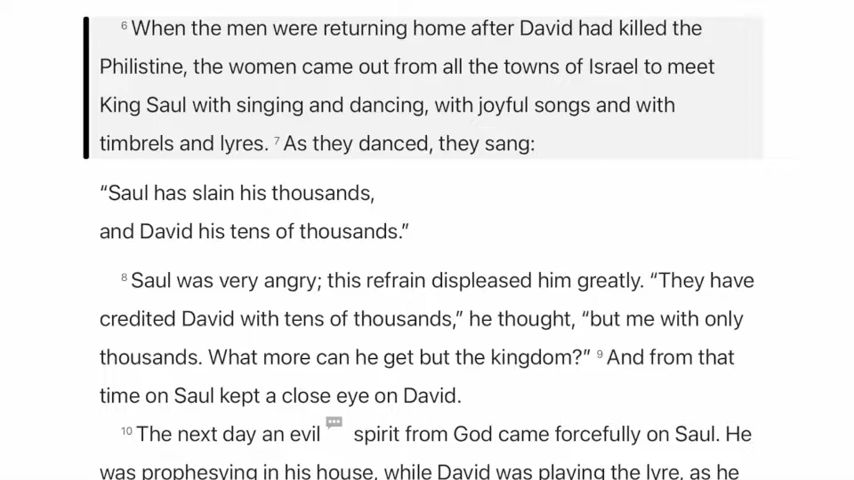 6 When the men were returning home after David had killed the
Philistine, the women came out from all the towns of Israel to meet
King Saul with singing and dancing, with joyful songs and with
timbrels and lyres. 7 As they danced, they sang:
“Saul has slain his thousands,
and David his tens of thousands.”
8 Saul was very angry; this refrain displeased him greatly. “They have
credited David with tens of thousands,” he thought, “but me with only
thousands. What more can he get but the kingdom?” 9 And from that
time on Saul kept a close eye on David.
10 The next day an evil spirit from God came forcefully on Saul. He
was prophesying in his house, while David was playing the lyre, as he